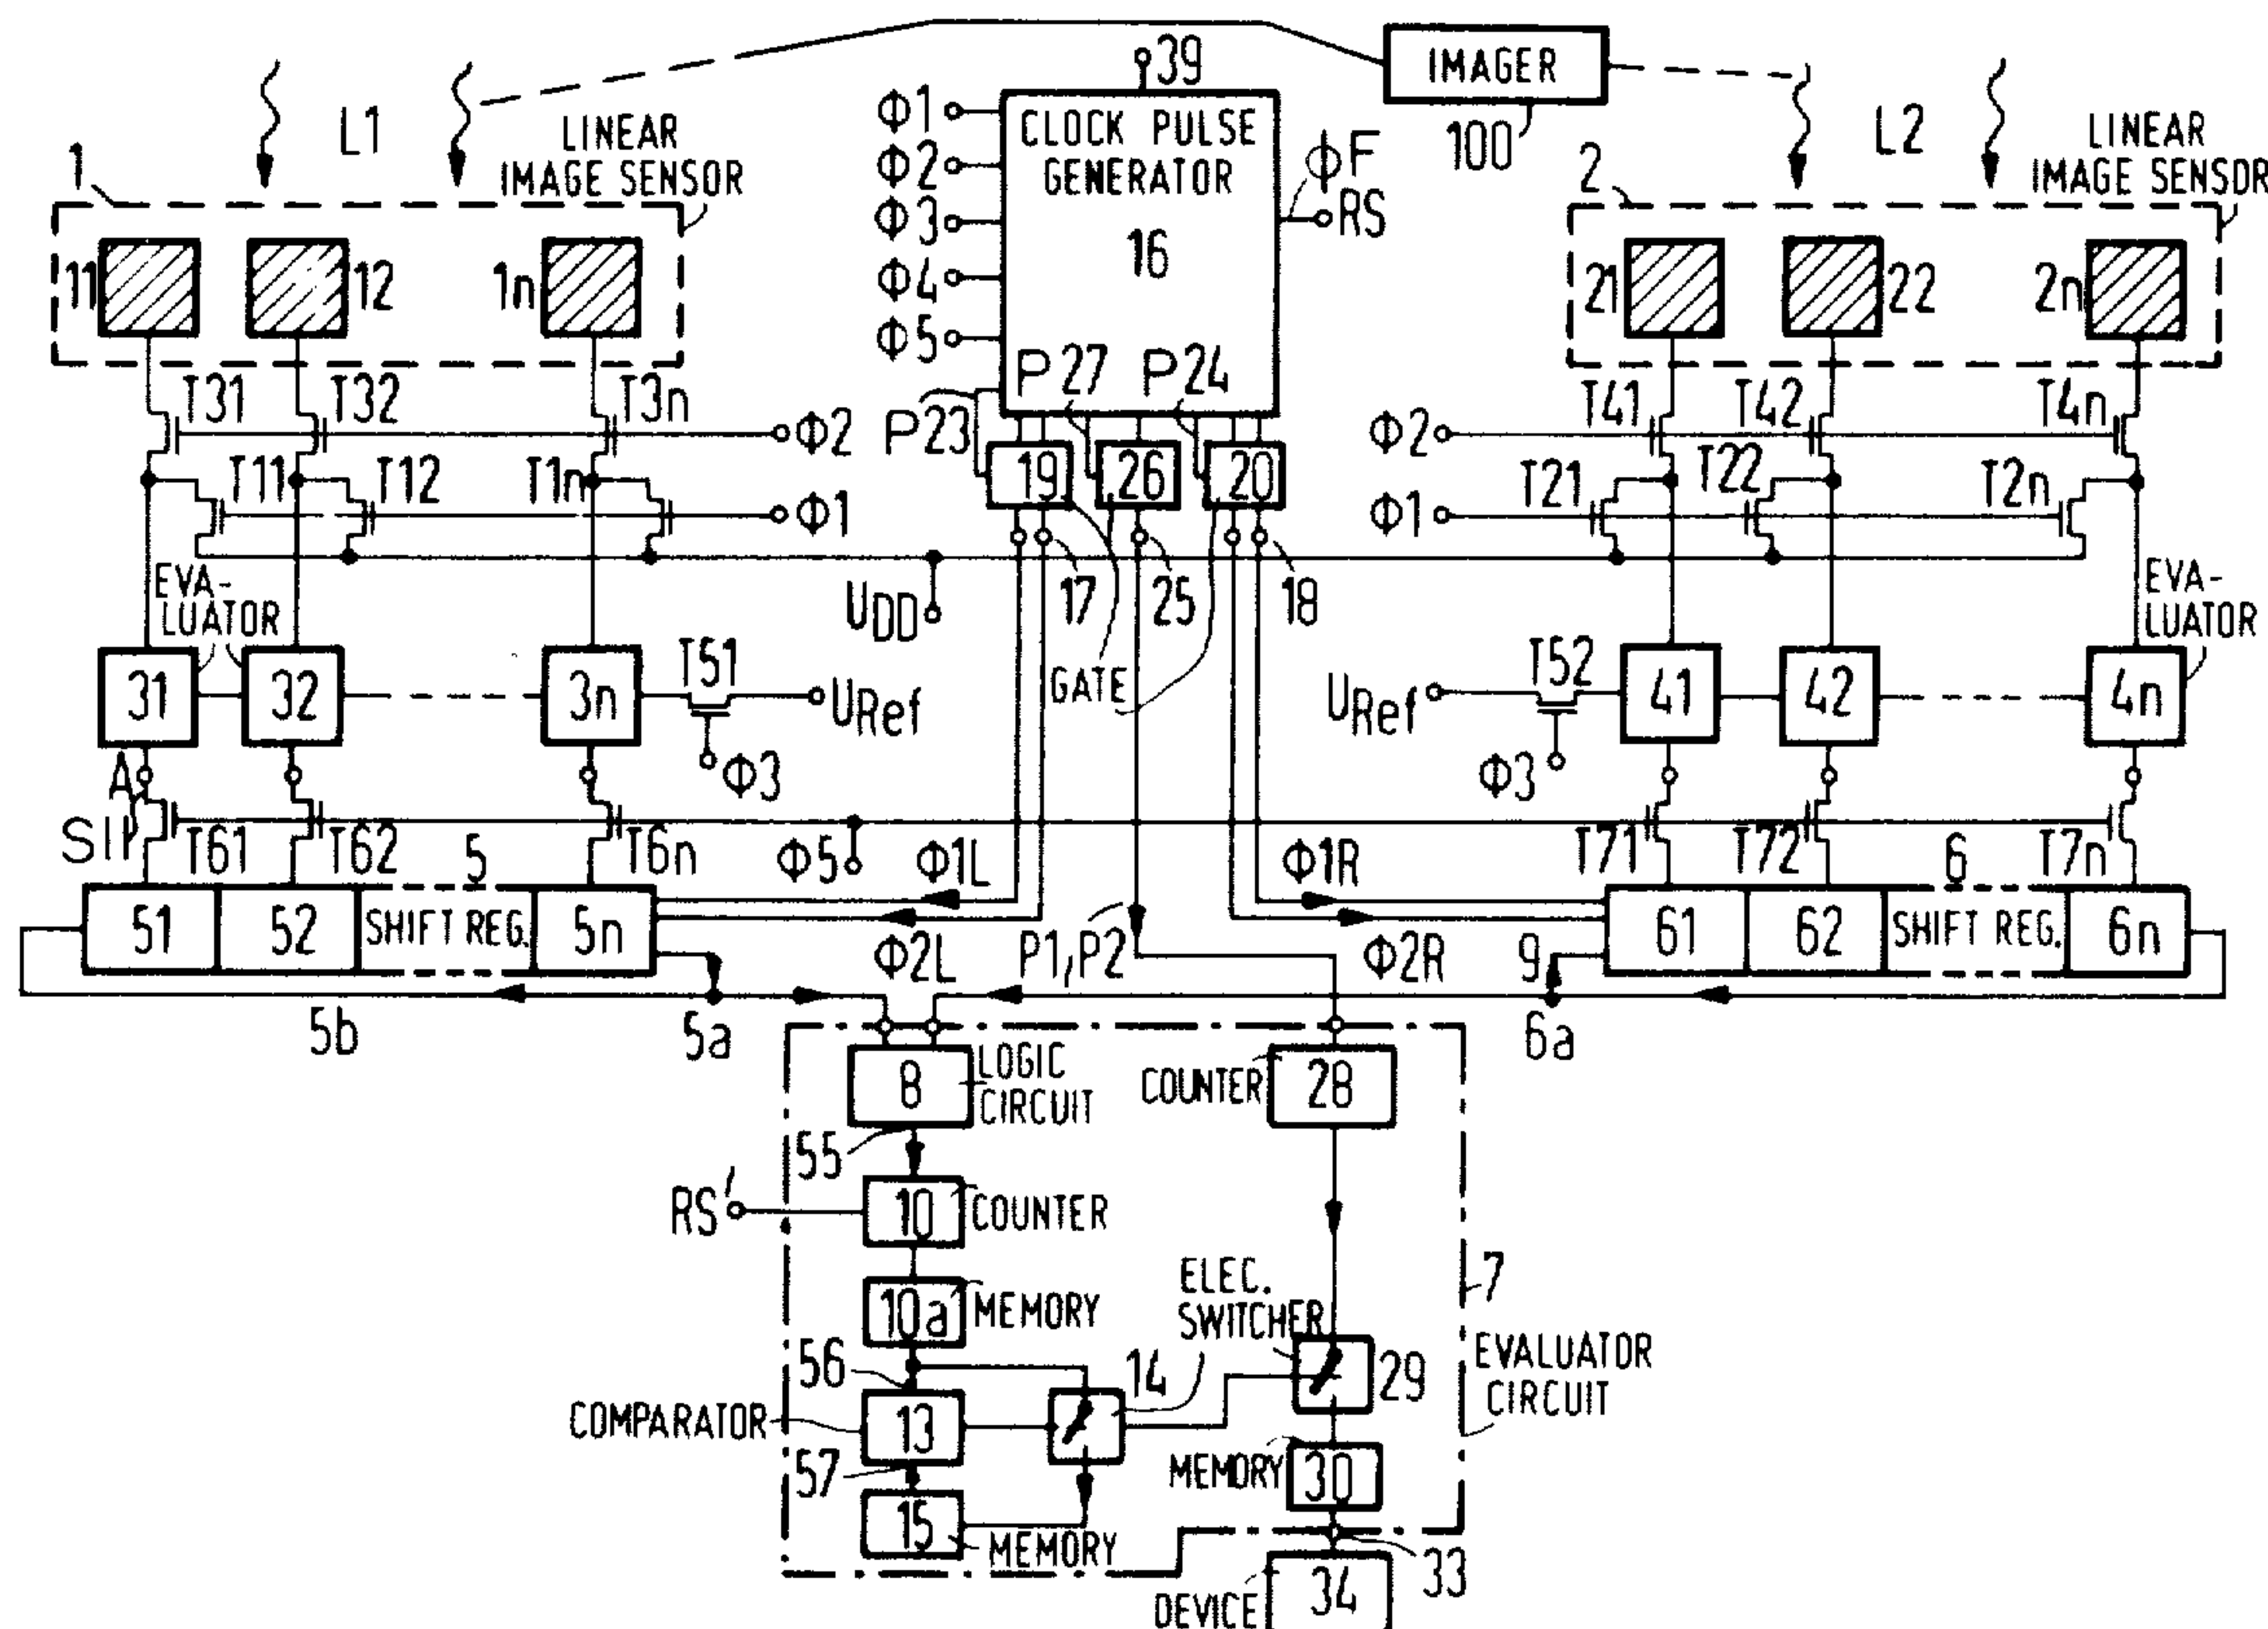 39
IMAGER
100
L1
LINEAR
IMAGE SENSOR
1
Φ1
Φ2
Φ3
Φ4
Φ5
CLOCK PULSE
GENERATOR
16
ΦF
RS
L2
LINEAR
IMAGE SENSOR
2
11
12
1n
21
22
2n
P27
P24
P23
T31
T32
T3n
Φ2
19
26
20
Φ2
T41
T42
T4n
T11
T12
T1n
Φ1
Φ1
T21
T22
T2n
17
25
18
UDD
EVA-
LUATOR
EVA-
LUATOR
GATE
31
32
3n
T51
URef
Φ3
URef
T52
Φ3
41
42
4n
A
S11
T61
T62
T6n
Φ5
Φ1L
Φ1R
T71
T72
T7n
5
6
51
52
SHIFT REG.
5n
Φ2L
P1,P2
Φ2R
9
61
62
SHIFT REG.
6n
5b
5a
6a
8
LOGIC
CIRCUIT
COUNTER
28
55
RS'
10
COUNTER
10a
MEMORY
ELEC.
SWITCHER
7
56
14
29
EVALUATOR
CIRCUIT
COMPARATOR
13
57
MEMORY
30
15
MEMORY
33
DEVICE
34